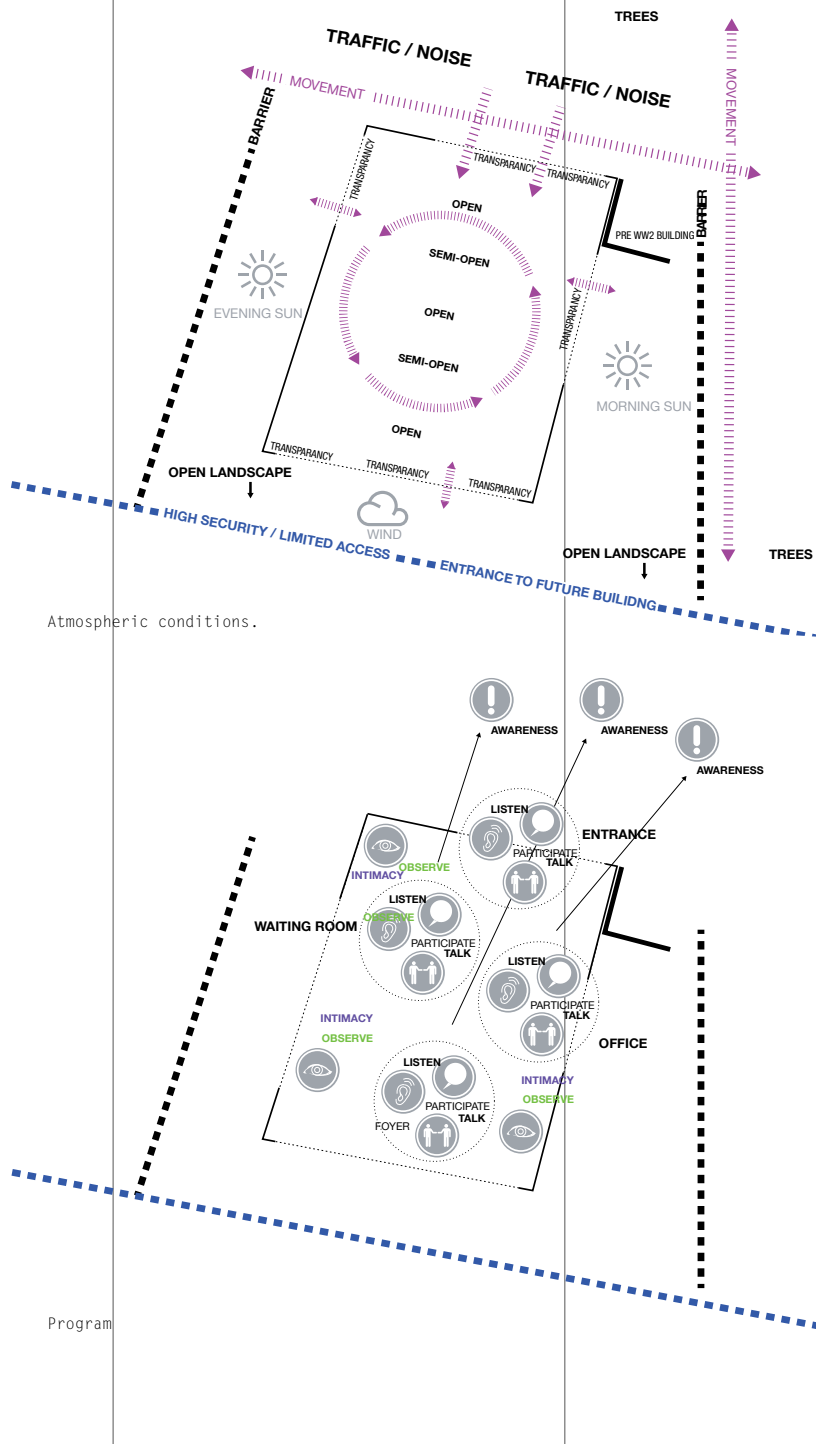 TREES
TRAFFIC / NOISE
TRAFFIC / NOISE
MOVEMENT
MOVEMENT
BARRIER
TRANSPARANCY
TRANSPARANCY
TRANSPARANCY
OPEN
BARRIER
PRE WW2 BUILDING
SEMI-OPEN
EVENING SUN
OPEN
TRANSPARANCY
SEMI-OPEN
MORNING SUN
OPEN
TRANSPARANCY
TRANSPARANCY
TRANSPARANCY
OPEN LANDSCAPE
WIND
HIGH SECURITY / LIMITED ACCESS
ENTRANCE TO FUTURE BUILIDNG
OPEN LANDSCAPE
TREES
Atmospheric conditions.
AWARENESS
AWARENESS
AWARENESS
LISTEN
ENTRANCE
PARTICIPATE
TALK
OBSERVE
INTIMACY
LISTEN
OBSERVE
WAITING ROOM
PARTICIPATE
TALK
LISTEN
PARTICIPATE
TALK
INTIMACY
OBSERVE
OFFICE
LISTEN
PARTICIPATE
TALK
FOYER
INTIMACY
OBSERVE
Program